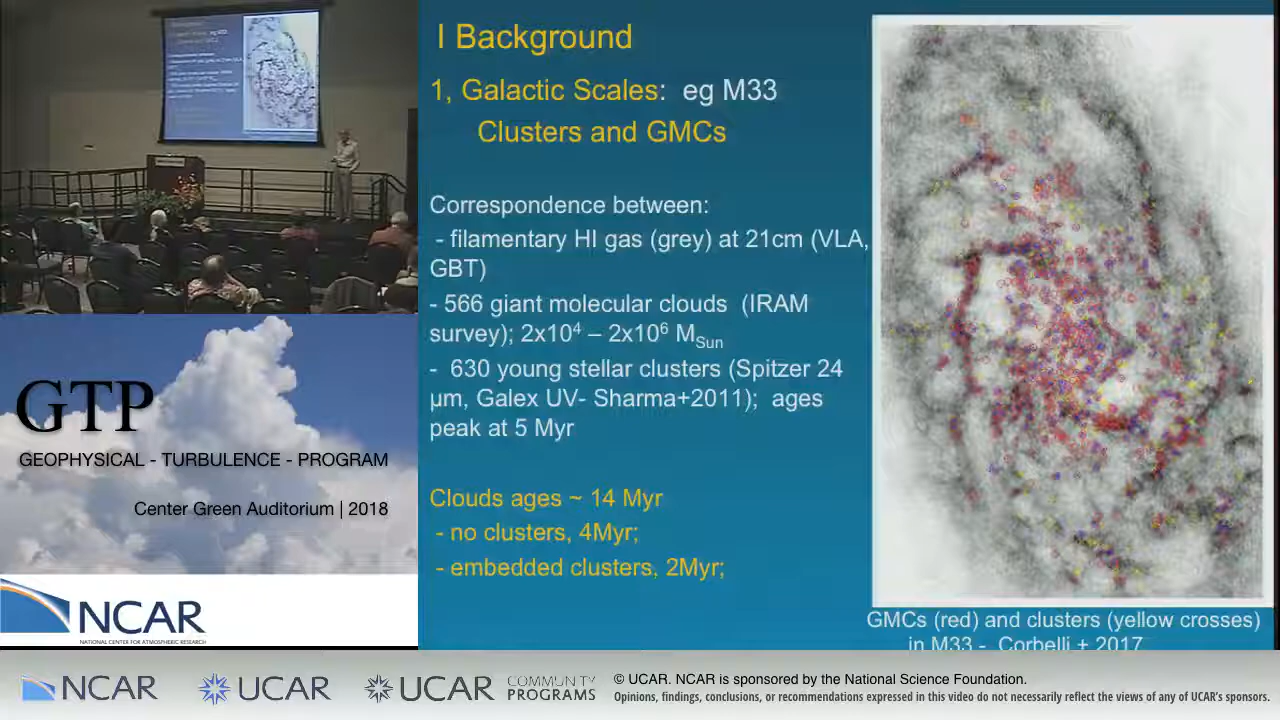 I Background
1, Galactic Scales: eg M33
Clusters and GMCs
Correspondence between:
- filamentary HI gas (grey) at 21cm (VLA,
GBT)
- 566 giant molecular clouds (IRAM
survey); 2x10⁴ – 2x10⁶ M_Sun
- 630 young stellar clusters (Spitzer 24
µm, Galex UV- Sharma+2011); ages
peak at 5 Myr
Clouds ages ~ 14 Myr
- no clusters, 4Myr;
- embedded clusters, 2Myr;
GMCs (red) and clusters (yellow crosses)
in M33 - Corbelli + 2017
GTP
GEOPHYSICAL - TURBULENCE - PROGRAM
Center Green Auditorium | 2018
NCAR
NATIONAL CENTER FOR ATMOSPHERIC RESEARCH
NCAR
UCAR
UCAR
COMMUNITY
PROGRAMS
© UCAR. NCAR is sponsored by the National Science Foundation.
Opinions, findings, conclusions, or recommendations expressed in this video do not necessarily reflect the views of any of UCAR's sponsors.